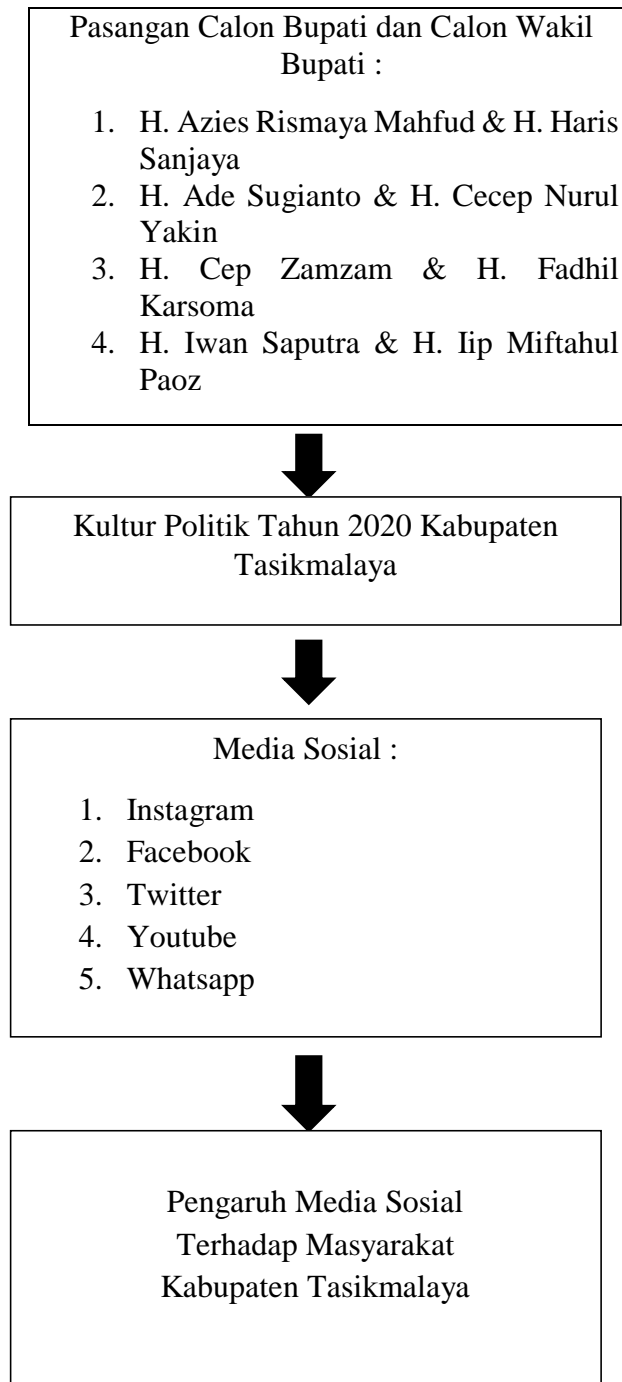 Pasangan Calon Bupati dan Calon Wakil
Bupati :
1. H. Azies Rismaya Mahfud & H. Haris
Sanjaya
2. H. Ade Sugianto & H. Cecep Nurul
Yakin
3. H. Cep Zamzam & H. Fadhil
Karsoma
4. H. Iwan Saputra & H. Iip Miftahul
Paoz
Kultur Politik Tahun 2020 Kabupaten
Tasikmalaya
Media Sosial :
1. Instagram
2. Facebook
3. Twitter
4. Youtube
5. Whatsapp
Pengaruh Media Sosial
Terhadap Masyarakat
Kabupaten Tasikmalaya